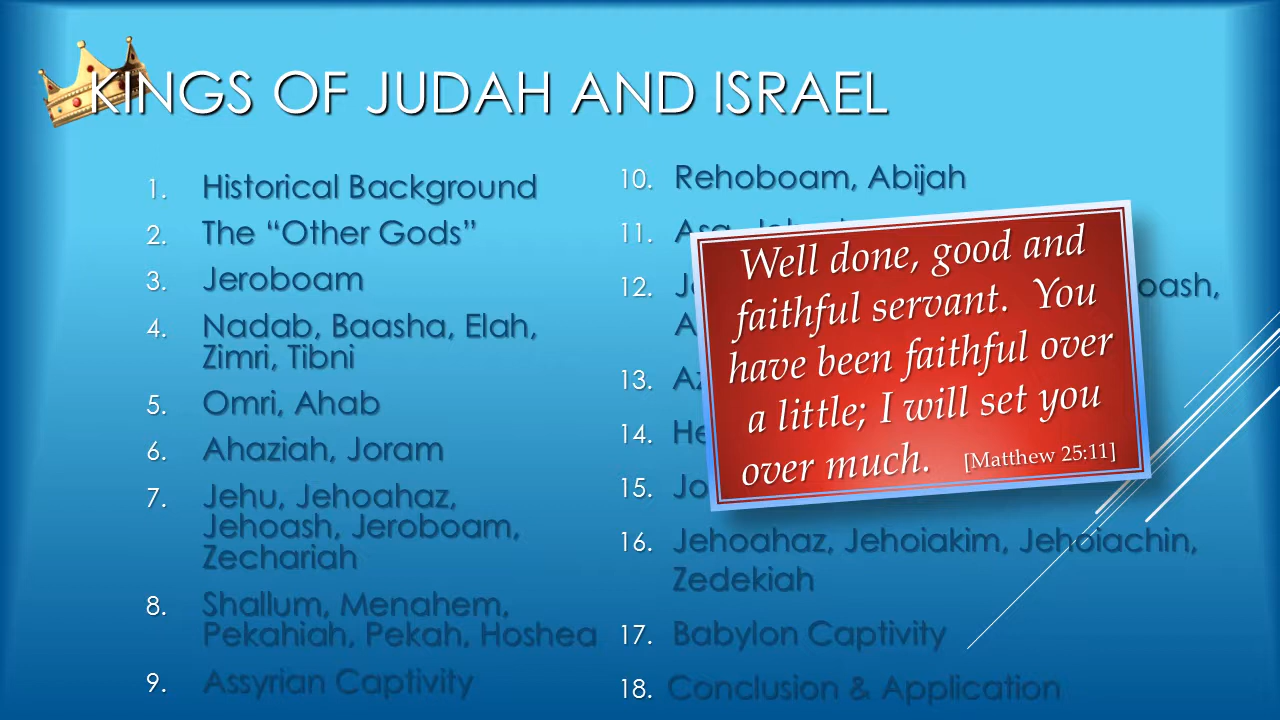 KINGS OF JUDAH AND ISRAEL
1. Historical Background
2. The “Other Gods”
3. Jeroboam
4. Nadab, Baasha, Elah,
Zimri, Tibni
5. Omri, Ahab
6. Ahaziah, Joram
7. Jehu, Jehoahaz,
Jehoash, Jeroboam,
Zechariah
8. Shallum, Menahem,
Pekahiah, Pekah, Hoshea
9. Assyrian Captivity
10. Rehoboam, Abijah
11.
12.
13.
14.
15.
16. Jehoahaz, Jehoiakim, Jehoiachin,
Zedekiah
17. Babylon Captivity
18. Conclusion & Application
Well done, good and
faithful servant. You
have been faithful over
a little; I will set you
over much. [Matthew 25:11]